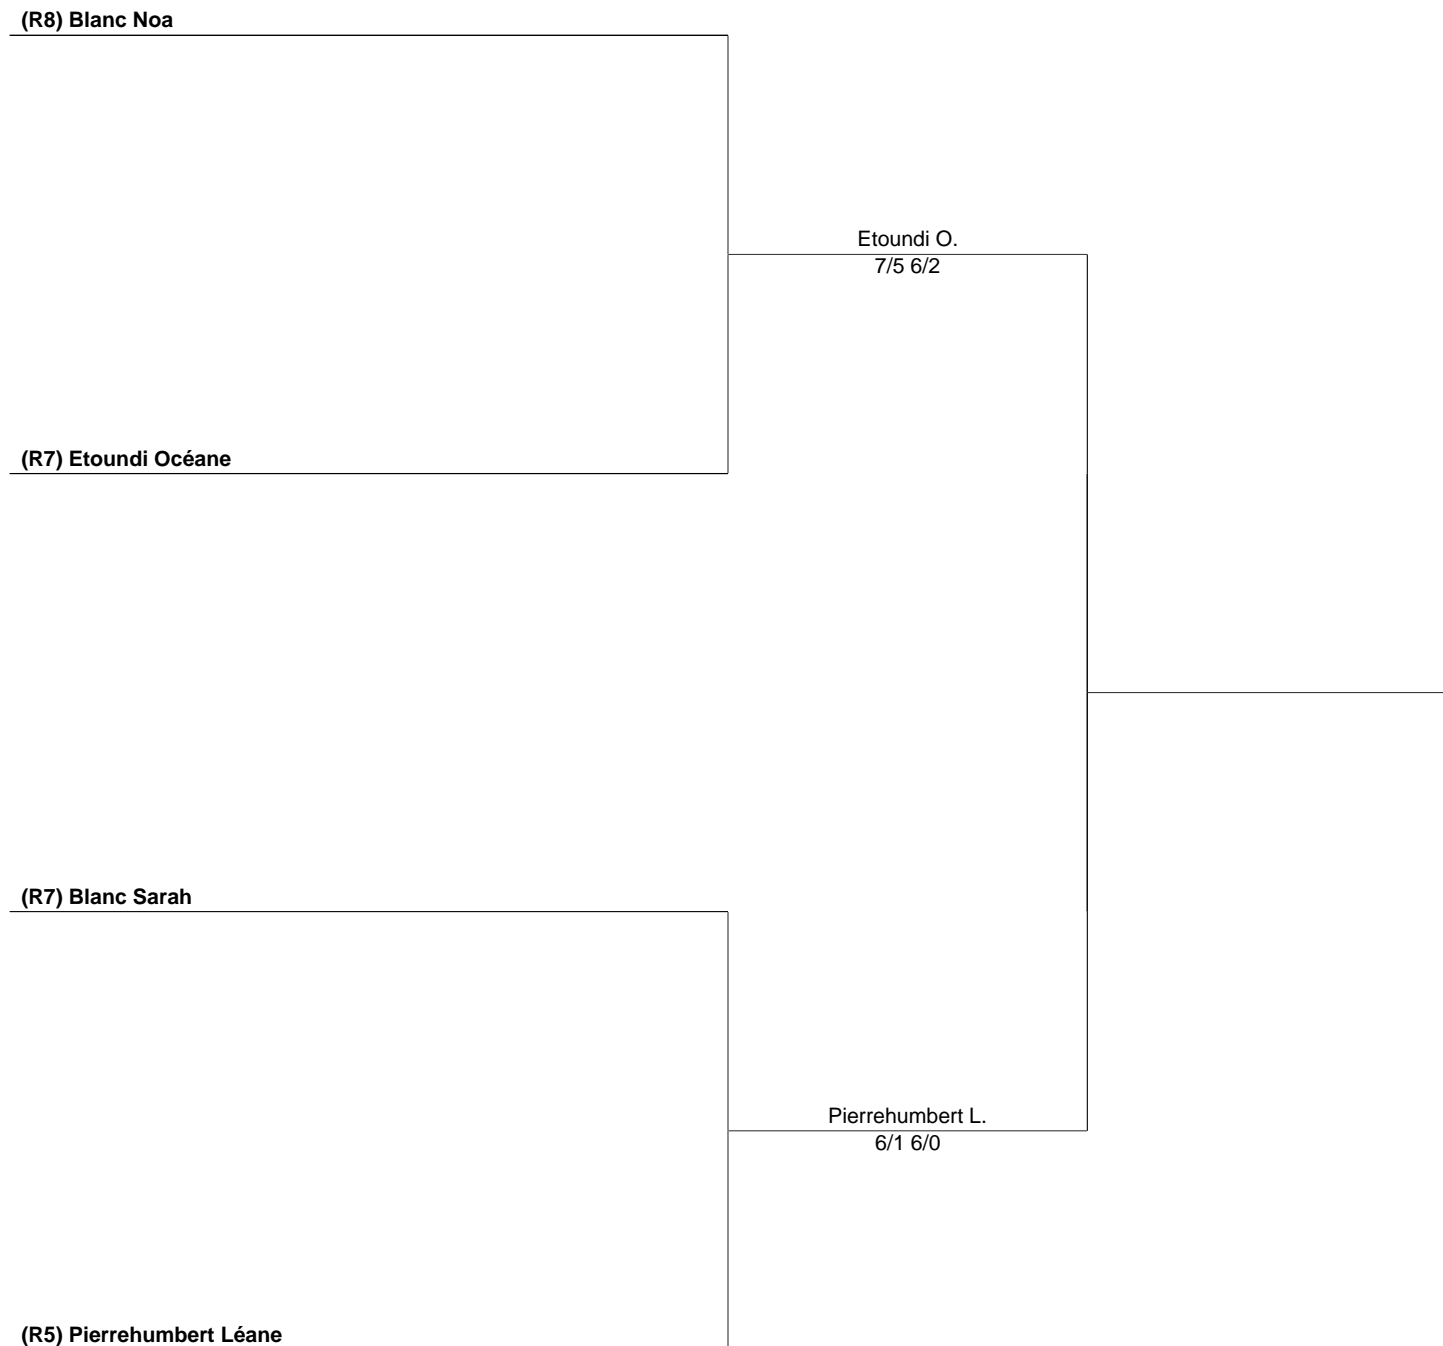 (R8) Blanc Noa
Etoundi O.
7/5 6/2
(R7) Etoundi Océane
(R7) Blanc Sarah
Pierrehumbert L.
6/1 6/0
(R5) Pierrehumbert Léane